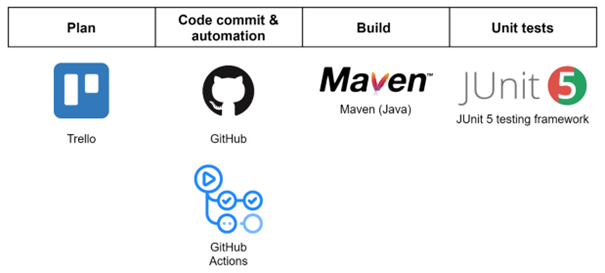 Plan
Code commit &
automation
Build
Unit tests
Trello
GitHub
GitHub
Actions
Maven™
Maven (Java)
JUnit 5
JUnit 5 testing framework